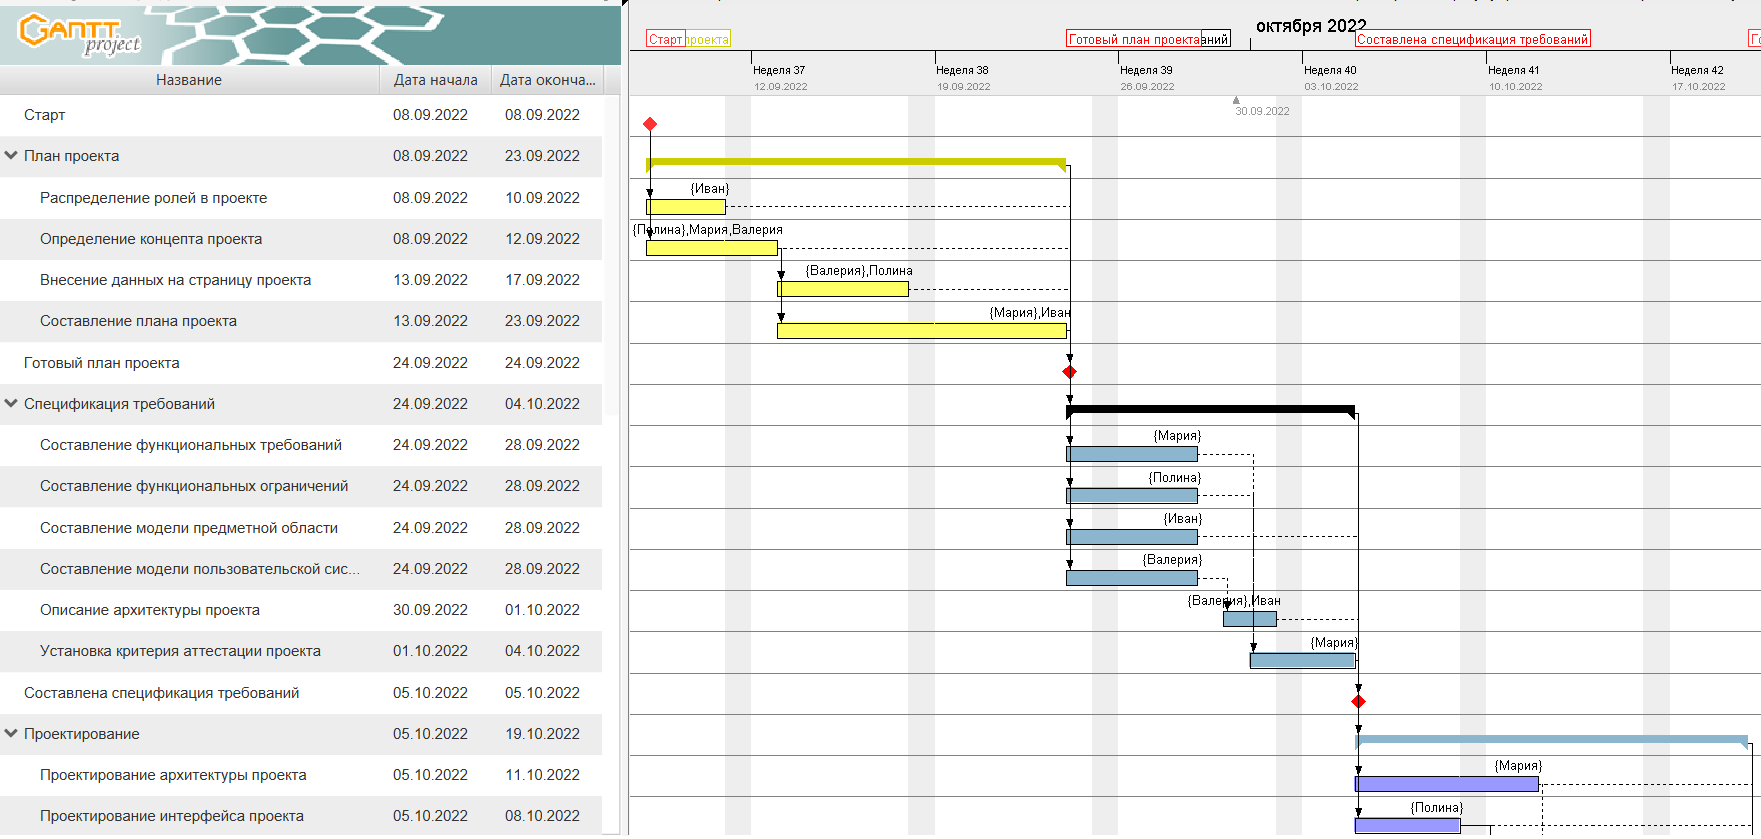 GANTT
project
Название Дата начала Дата оконча...
Старт 08.09.2022 08.09.2022
План проекта 08.09.2022 23.09.2022
Распределение ролей в проекте 08.09.2022 10.09.2022
Определение концепта проекта 08.09.2022 12.09.2022
Внесение данных на страницу проекта 13.09.2022 17.09.2022
Составление плана проекта 13.09.2022 23.09.2022
Готовый план проекта 24.09.2022 24.09.2022
Спецификация требований 24.09.2022 04.10.2022
Составление функциональных требований 24.09.2022 28.09.2022
Составление функциональных ограничений 24.09.2022 28.09.2022
Составление модели предметной области 24.09.2022 28.09.2022
Составление модели пользовательской сис... 24.09.2022 28.09.2022
Описание архитектуры проекта 30.09.2022 01.10.2022
Установка критерия аттестации проекта 01.10.2022 04.10.2022
Составлена спецификация требований 05.10.2022 05.10.2022
Проектирование 05.10.2022 19.10.2022
Проектирование архитектуры проекта 05.10.2022 11.10.2022
Проектирование интерфейса проекта 05.10.2022 08.10.2022
октября 2022
Старт проекта Готовый план проекта аний Составлена спецификация требований Го
Неделя 37 Неделя 38 Неделя 39 Неделя 40 Неделя 41 Неделя 42
12.09.2022 19.09.2022 26.09.2022 03.10.2022 10.10.2022 17.10.2022
30.09.2022
{Иван}
{Полина},Мария,Валерия
{Валерия},Полина
{Мария},Иван
{Мария}
{Полина}
{Иван}
{Валерия}
{Валерия},Иван
{Мария}
{Мария}
{Полина}